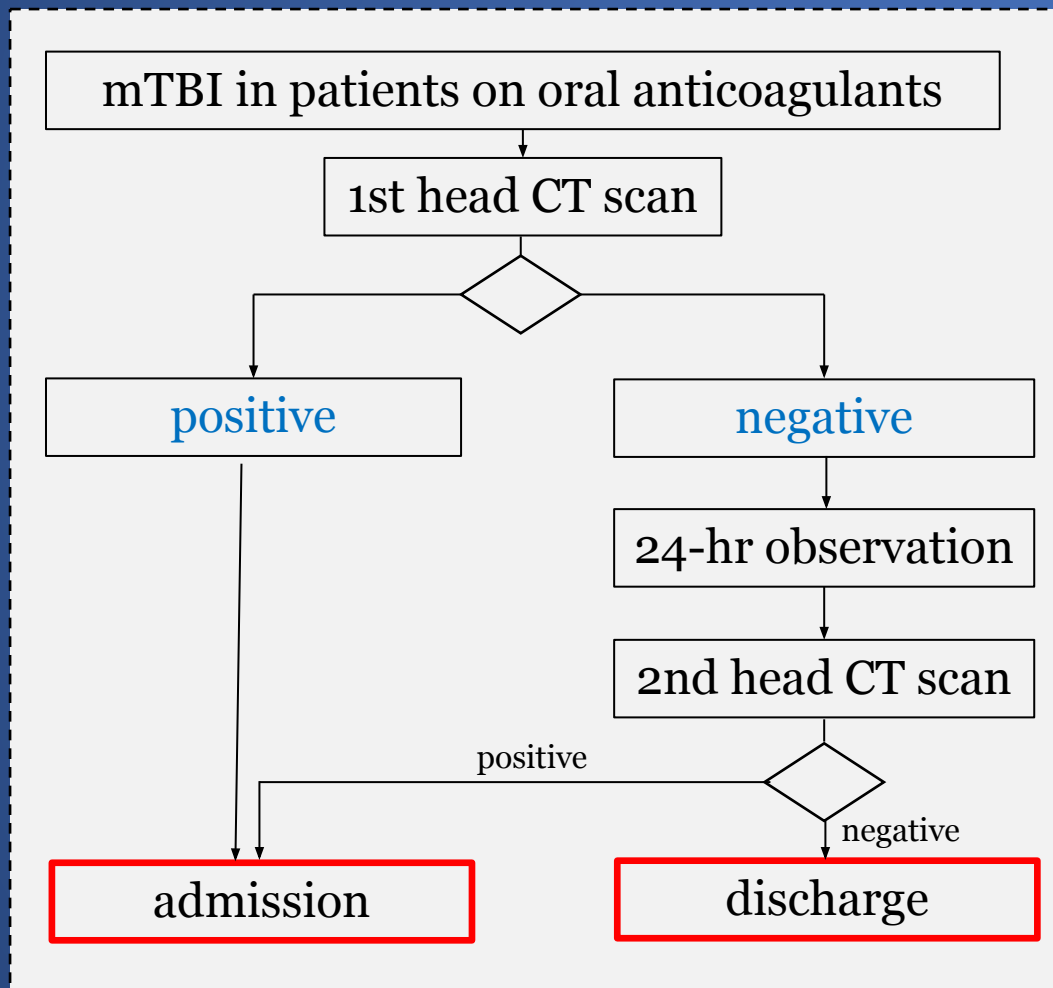 mTBI in patients on oral anticoagulants
1st head CT scan
positive
negative
24-hr observation
2nd head CT scan
positive
negative
admission
discharge